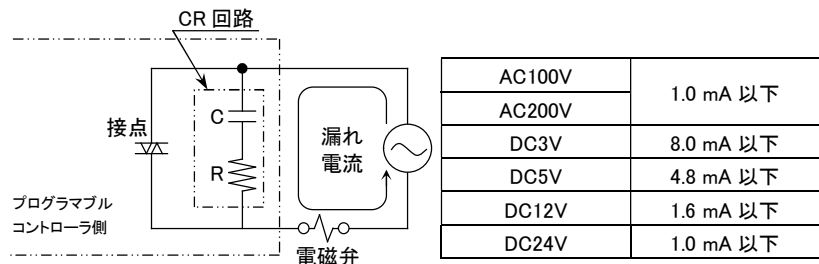 CR 回路
接点
C
R
漏れ
電流
プログラマブル
コントローラ側
電磁弁
AC100V
AC200V
1.0 mA 以下
DC3V 8.0 mA 以下
DC5V 4.8 mA 以下
DC12V 1.6 mA 以下
DC24V 1.0 mA 以下